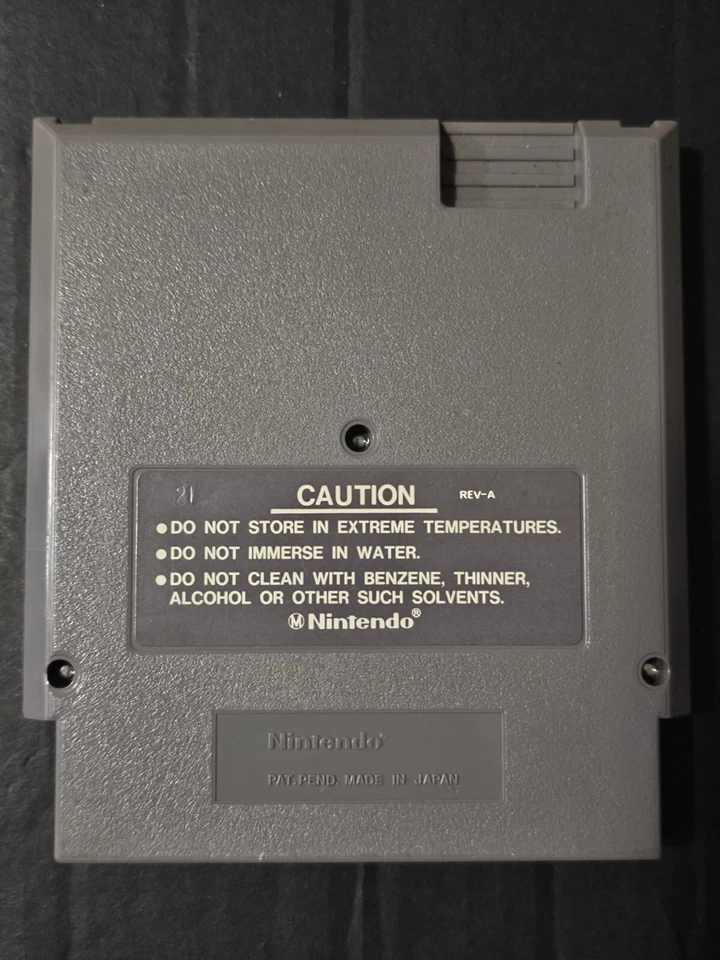 21
CAUTION REV-A
●DO NOT STORE IN EXTREME TEMPERATURES.
●DO NOT IMMERSE IN WATER.
●DO NOT CLEAN WITH BENZENE, THINNER,
ALCOHOL OR OTHER SUCH SOLVENTS.
Ⓜ Nintendo®
Nintendo®
PAT. PEND. MADE IN JAPAN